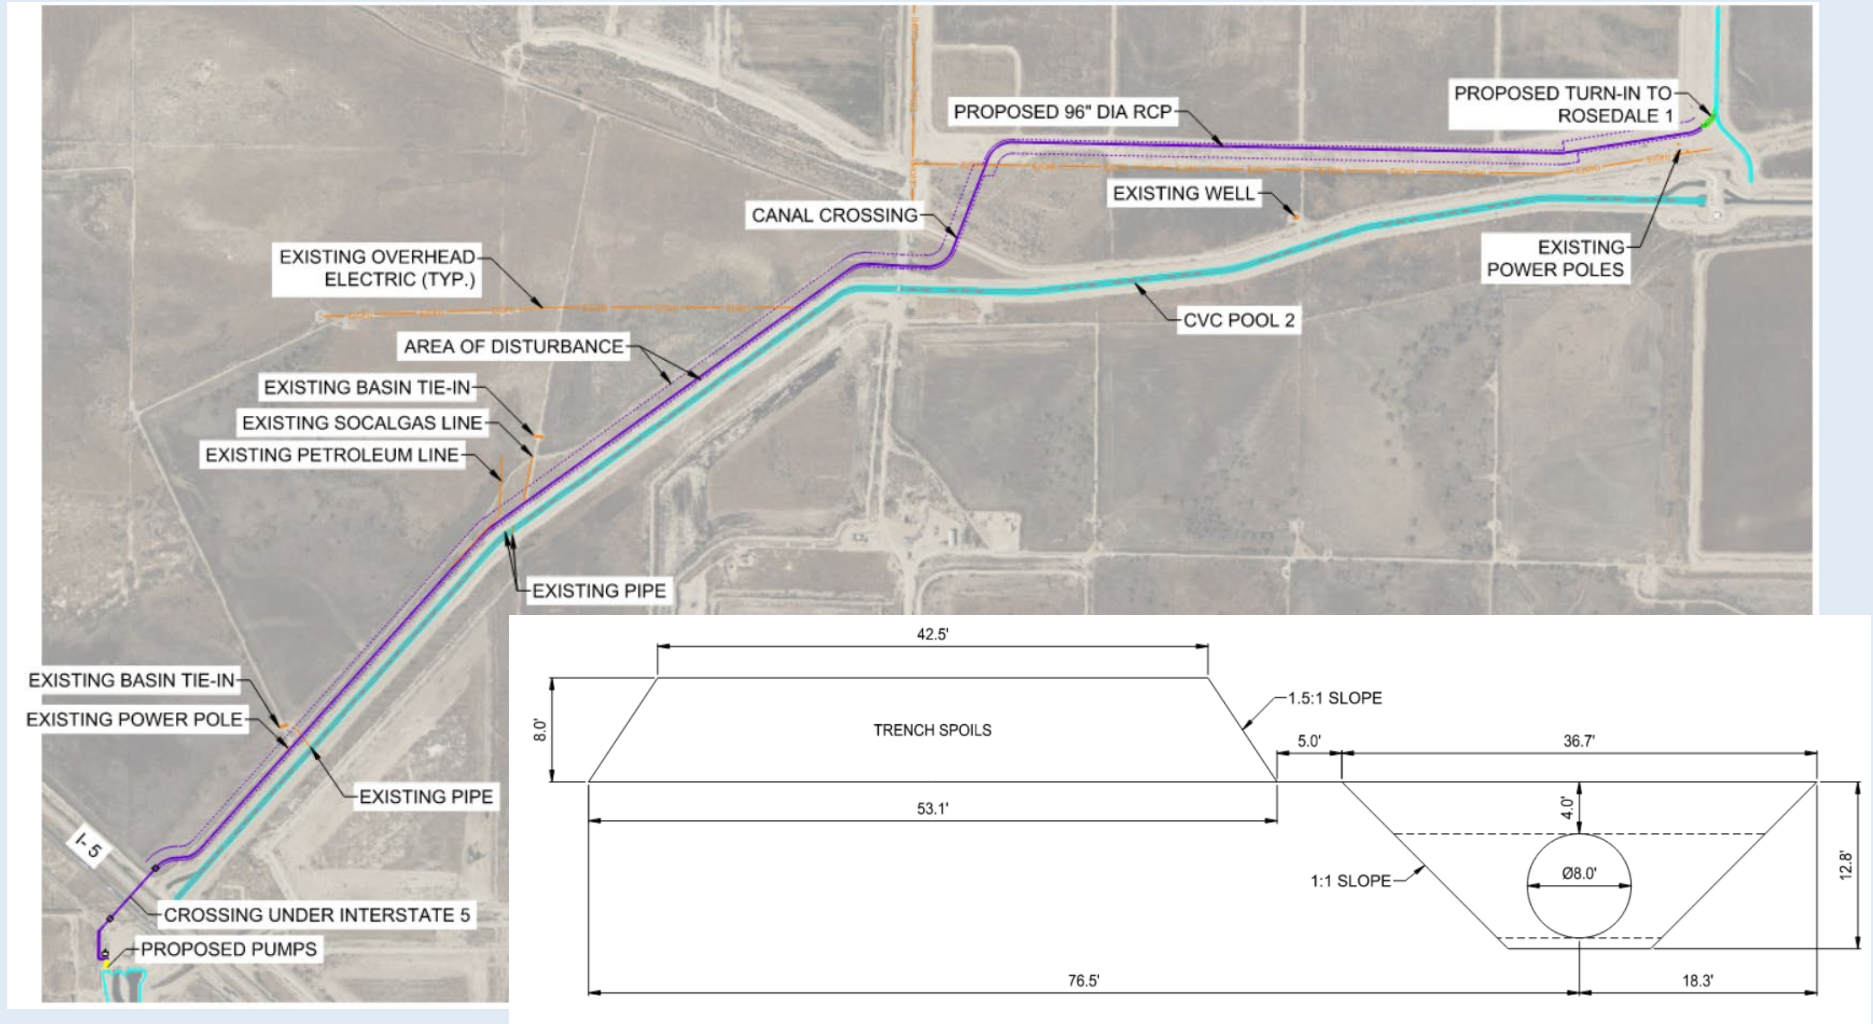 PROPOSED 96" DIA RCP
PROPOSED TURN-IN TO
ROSEDALE 1
EXISTING WELL
CANAL CROSSING
EXISTING
POWER POLES
EXISTING OVERHEAD
ELECTRIC (TYP.)
CVC POOL 2
AREA OF DISTURBANCE
EXISTING BASIN TIE-IN
EXISTING SOCALGAS LINE
EXISTING PETROLEUM LINE
EXISTING PIPE
EXISTING BASIN TIE-IN
EXISTING POWER POLE
EXISTING PIPE
I-5
CROSSING UNDER INTERSTATE 5
PROPOSED PUMPS
42.5'
8.0'
TRENCH SPOILS
1.5:1 SLOPE
5.0'
36.7'
53.1'
4.0'
1:1 SLOPE
Ø8.0'
12.8'
76.5'
18.3'